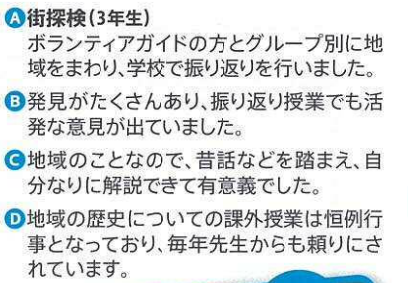 A街探検(3年生)
ボランティアガイドの方とグループ別に地
域をまわり、学校で振り返りを行いました。
B発見がたくさんあり、振り返り授業でも活
発な意見が出ていました。
C地域のことなので、昔話などを踏まえ、自
分なりに解説できて有意義でした。
D地域の歴史についての課外授業は恒例行
事となっており、毎年先生からも頼りにさ
れています。